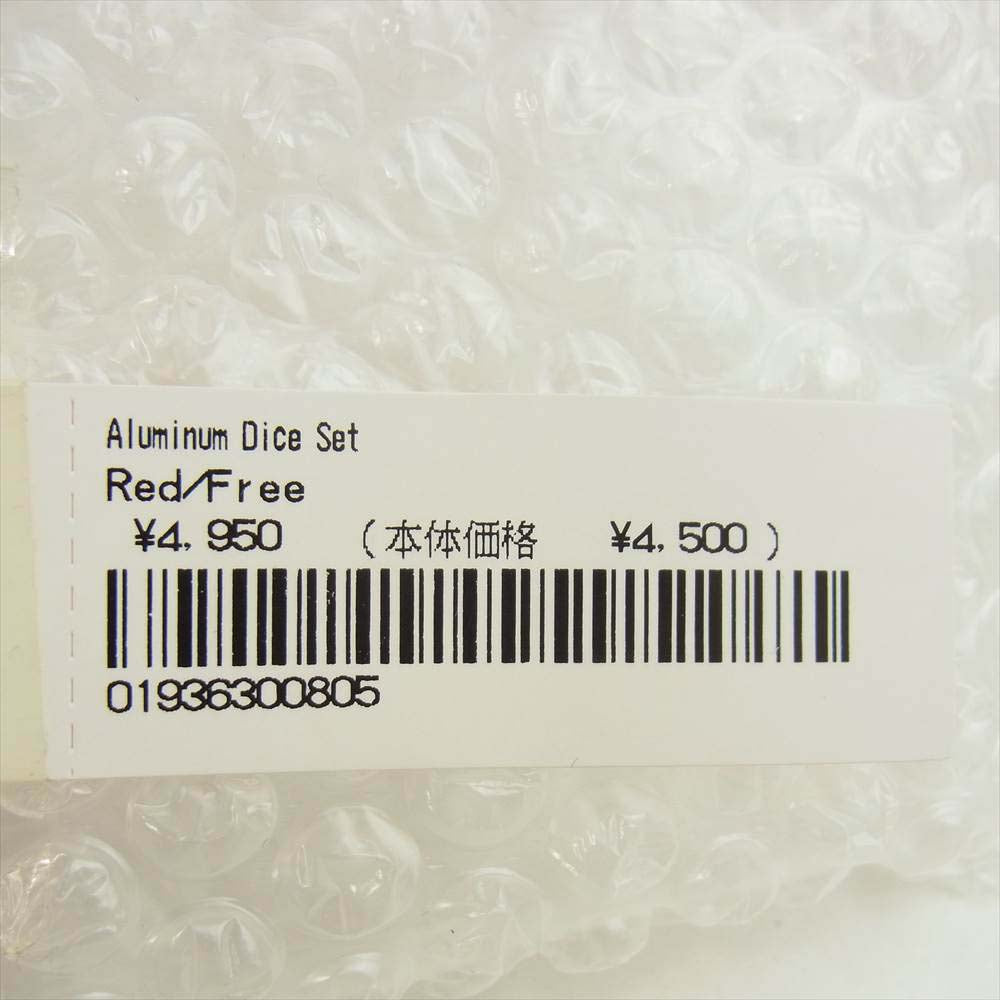 Aluminum Dice Set
Red/Free
¥4,950 (本体価格 ¥4,500)
01936300805